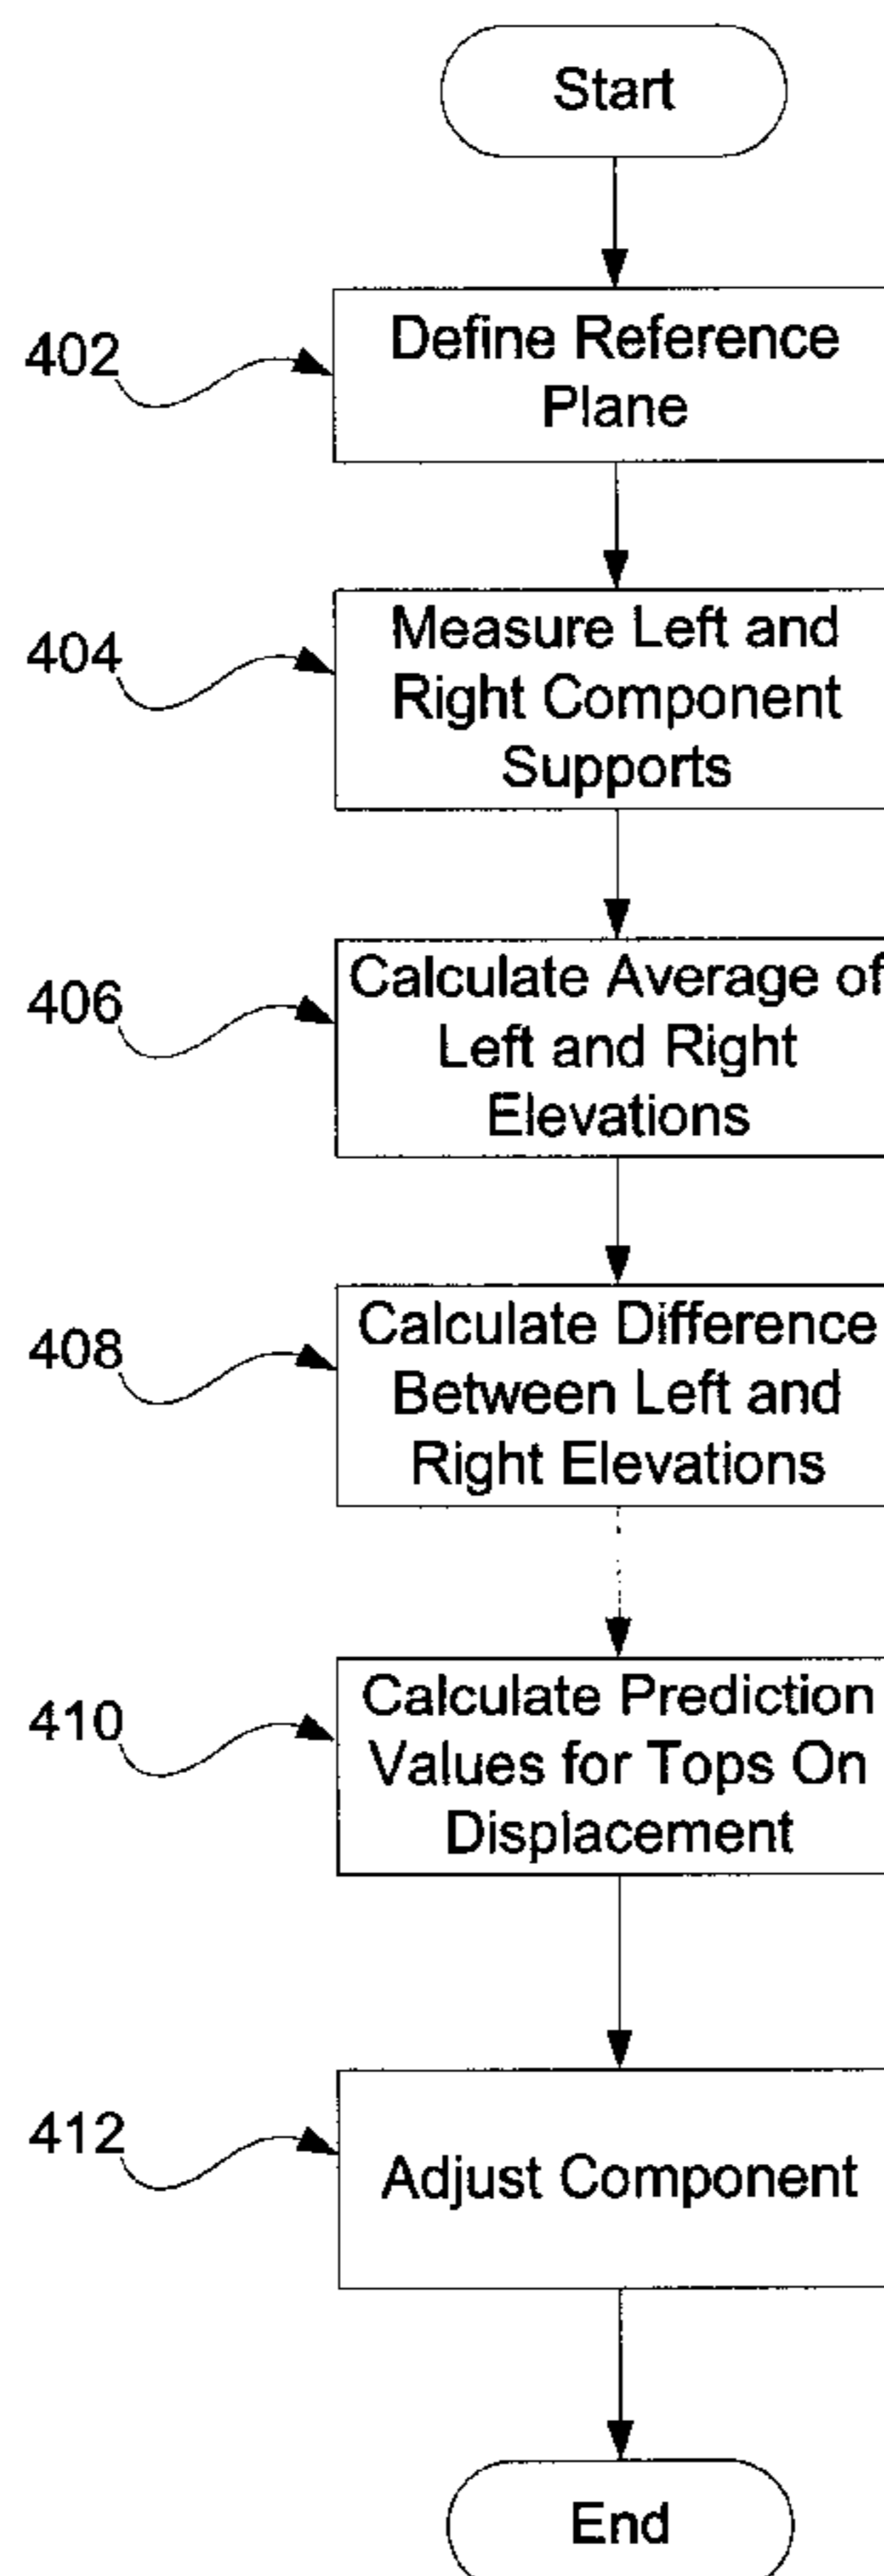 Start
402
Define Reference
Plane
404
Measure Left and
Right Component
Supports
406
Calculate Average of
Left and Right
Elevations
408
Calculate Difference
Between Left and
Right Elevations
410
Calculate Prediction
Values for Tops On
Displacement
412
Adjust Component
End